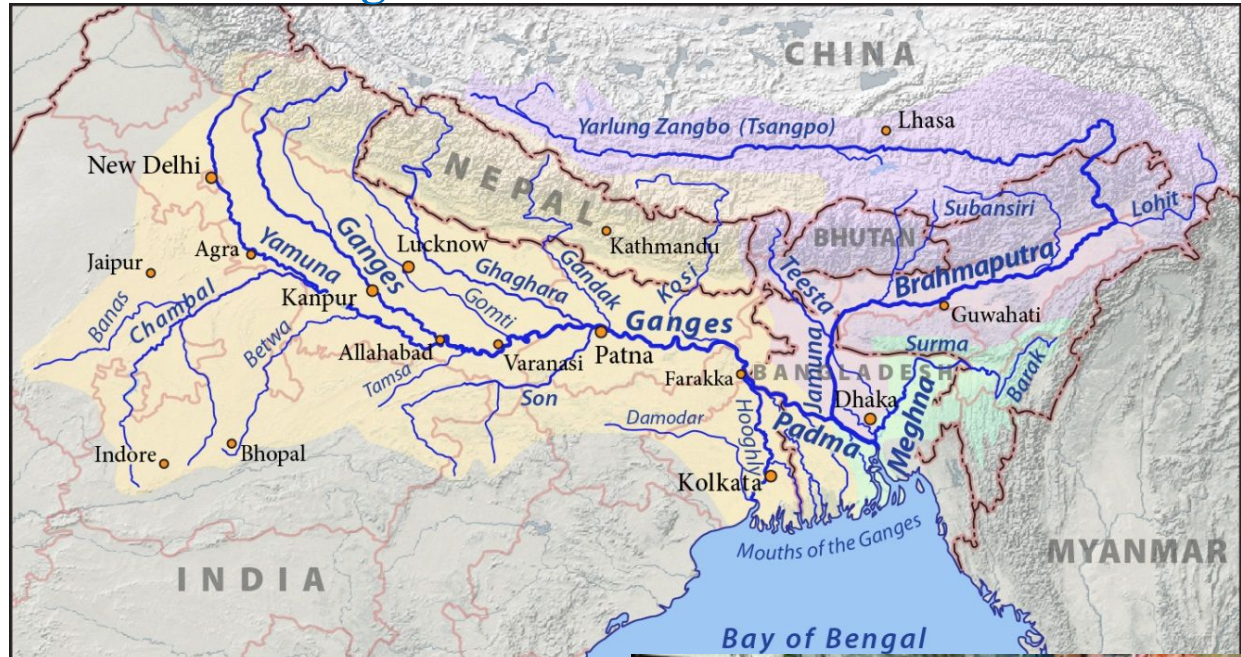 CHINA
Yarlung Zangbo (Tsangpo)
Lhasa
New Delhi
NEPAL
Subansiri
Lohit
Agra
Yamuna
Ganges
Lucknow
Kathmandu
BHUTAN
Jaipur
Ghaghara
Gandak
Kosi
Teesta
Brahmaputra
Banas
Chambal
Kanpur
Gomti
Ganges
Guwahati
Betwa
Allahabad
Varanasi
Patna
Surma
Tamsa
Farakka
BANGLADESH
Jamuna
Barak
Son
Dhaka
Meghna
Damodar
Hooghly
Padma
Indore
Bhopal
Kolkata
Mouths of the Ganges
INDIA
MYANMAR
Bay of Bengal